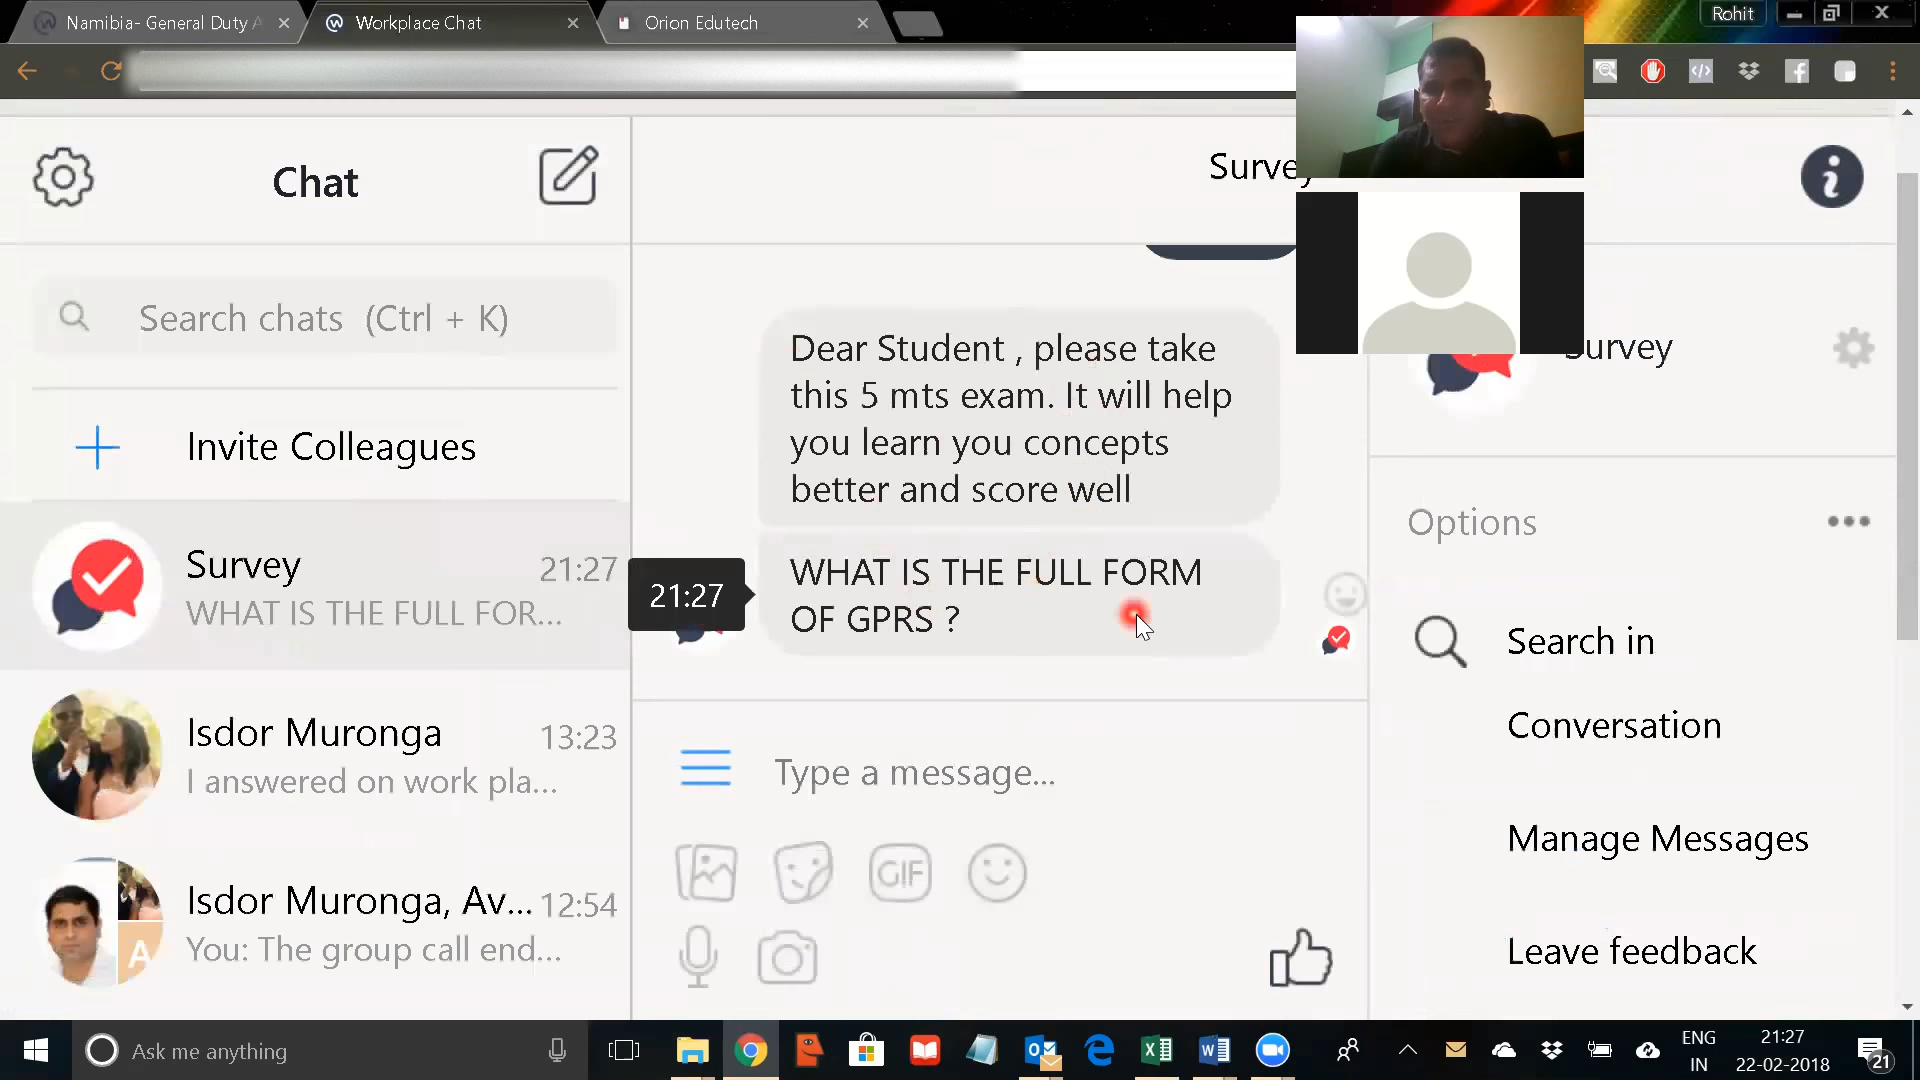 Namibia- General Duty A
Workplace Chat
Orion Edutech
Rohit
Chat
Survey
Search chats (Ctrl + K)
Invite Colleagues
Survey 21:27
WHAT IS THE FULL FOR...
Isdor Muronga 13:23
I answered on work pla...
Isdor Muronga, Av... 12:54
You: The group call end...
A
Dear Student , please take
this 5 mts exam. It will help
you learn you concepts
better and score well
21:27
WHAT IS THE FULL FORM
OF GPRS ?
Type a message...
GIF
Survey
Options
Search in
Conversation
Manage Messages
Leave feedback
Ask me anything
ENG
IN
21:27
22-02-2018
21